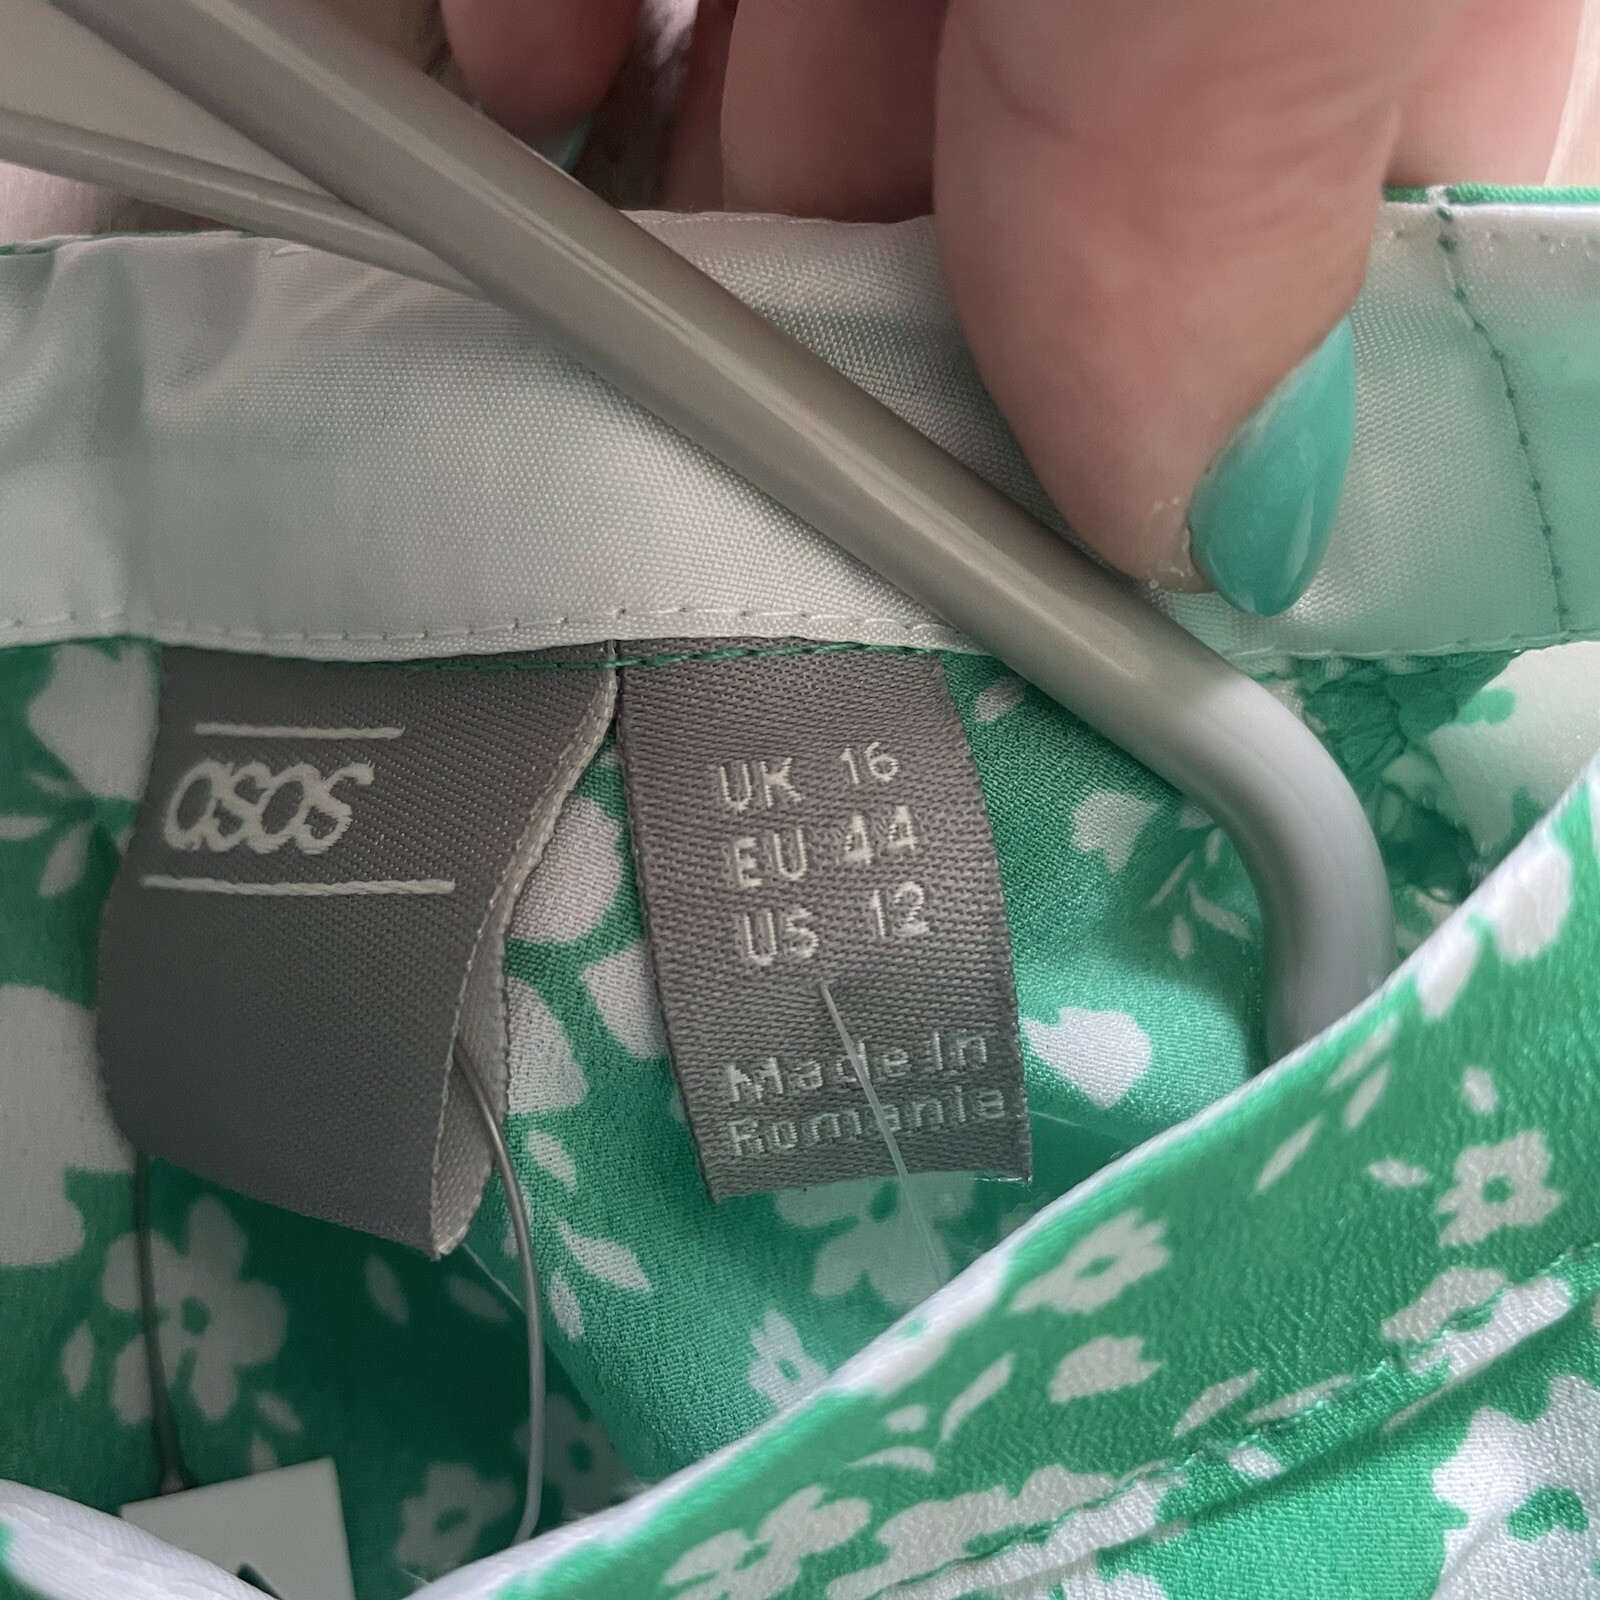 asos
UK 16
EU 44
US 12
Made In
Romania